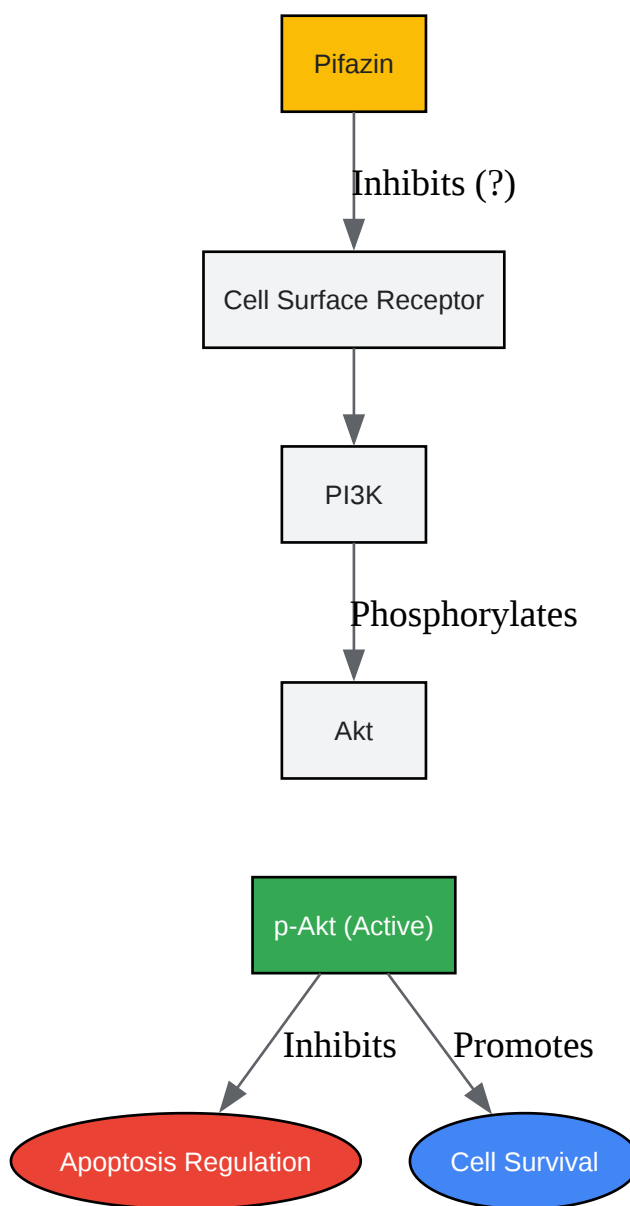 Pifazin
Inhibits (?)
Cell Surface Receptor
PI3K
Phosphorylates
Akt
p-Akt (Active)
Inhibits
Promotes
Apoptosis Regulation
Cell Survival